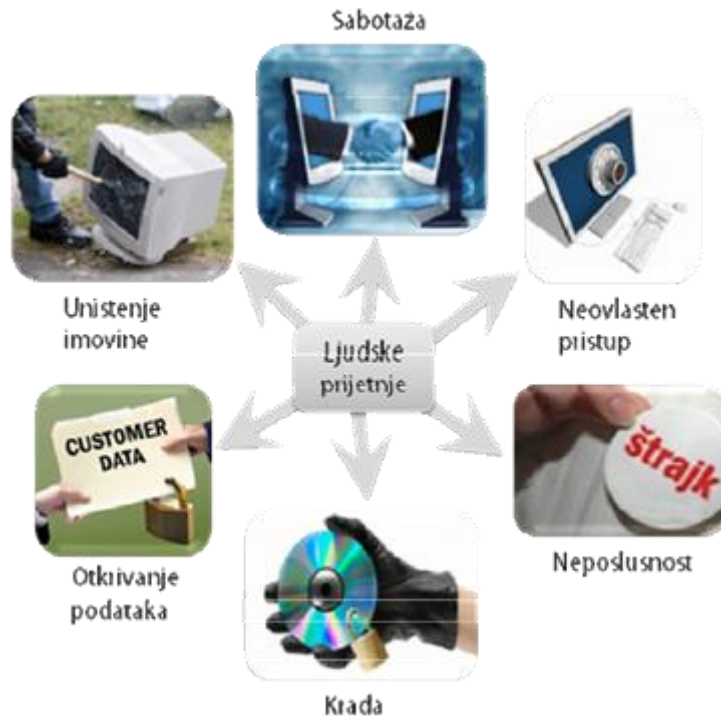 Sabotaža
Unistenje
imovine
Neovlasten
pristup
Ljudske
prijetnje
CUSTOMER
DATA
štrajk
Otkrivanje
podataka
Neposlusnost
Krađa